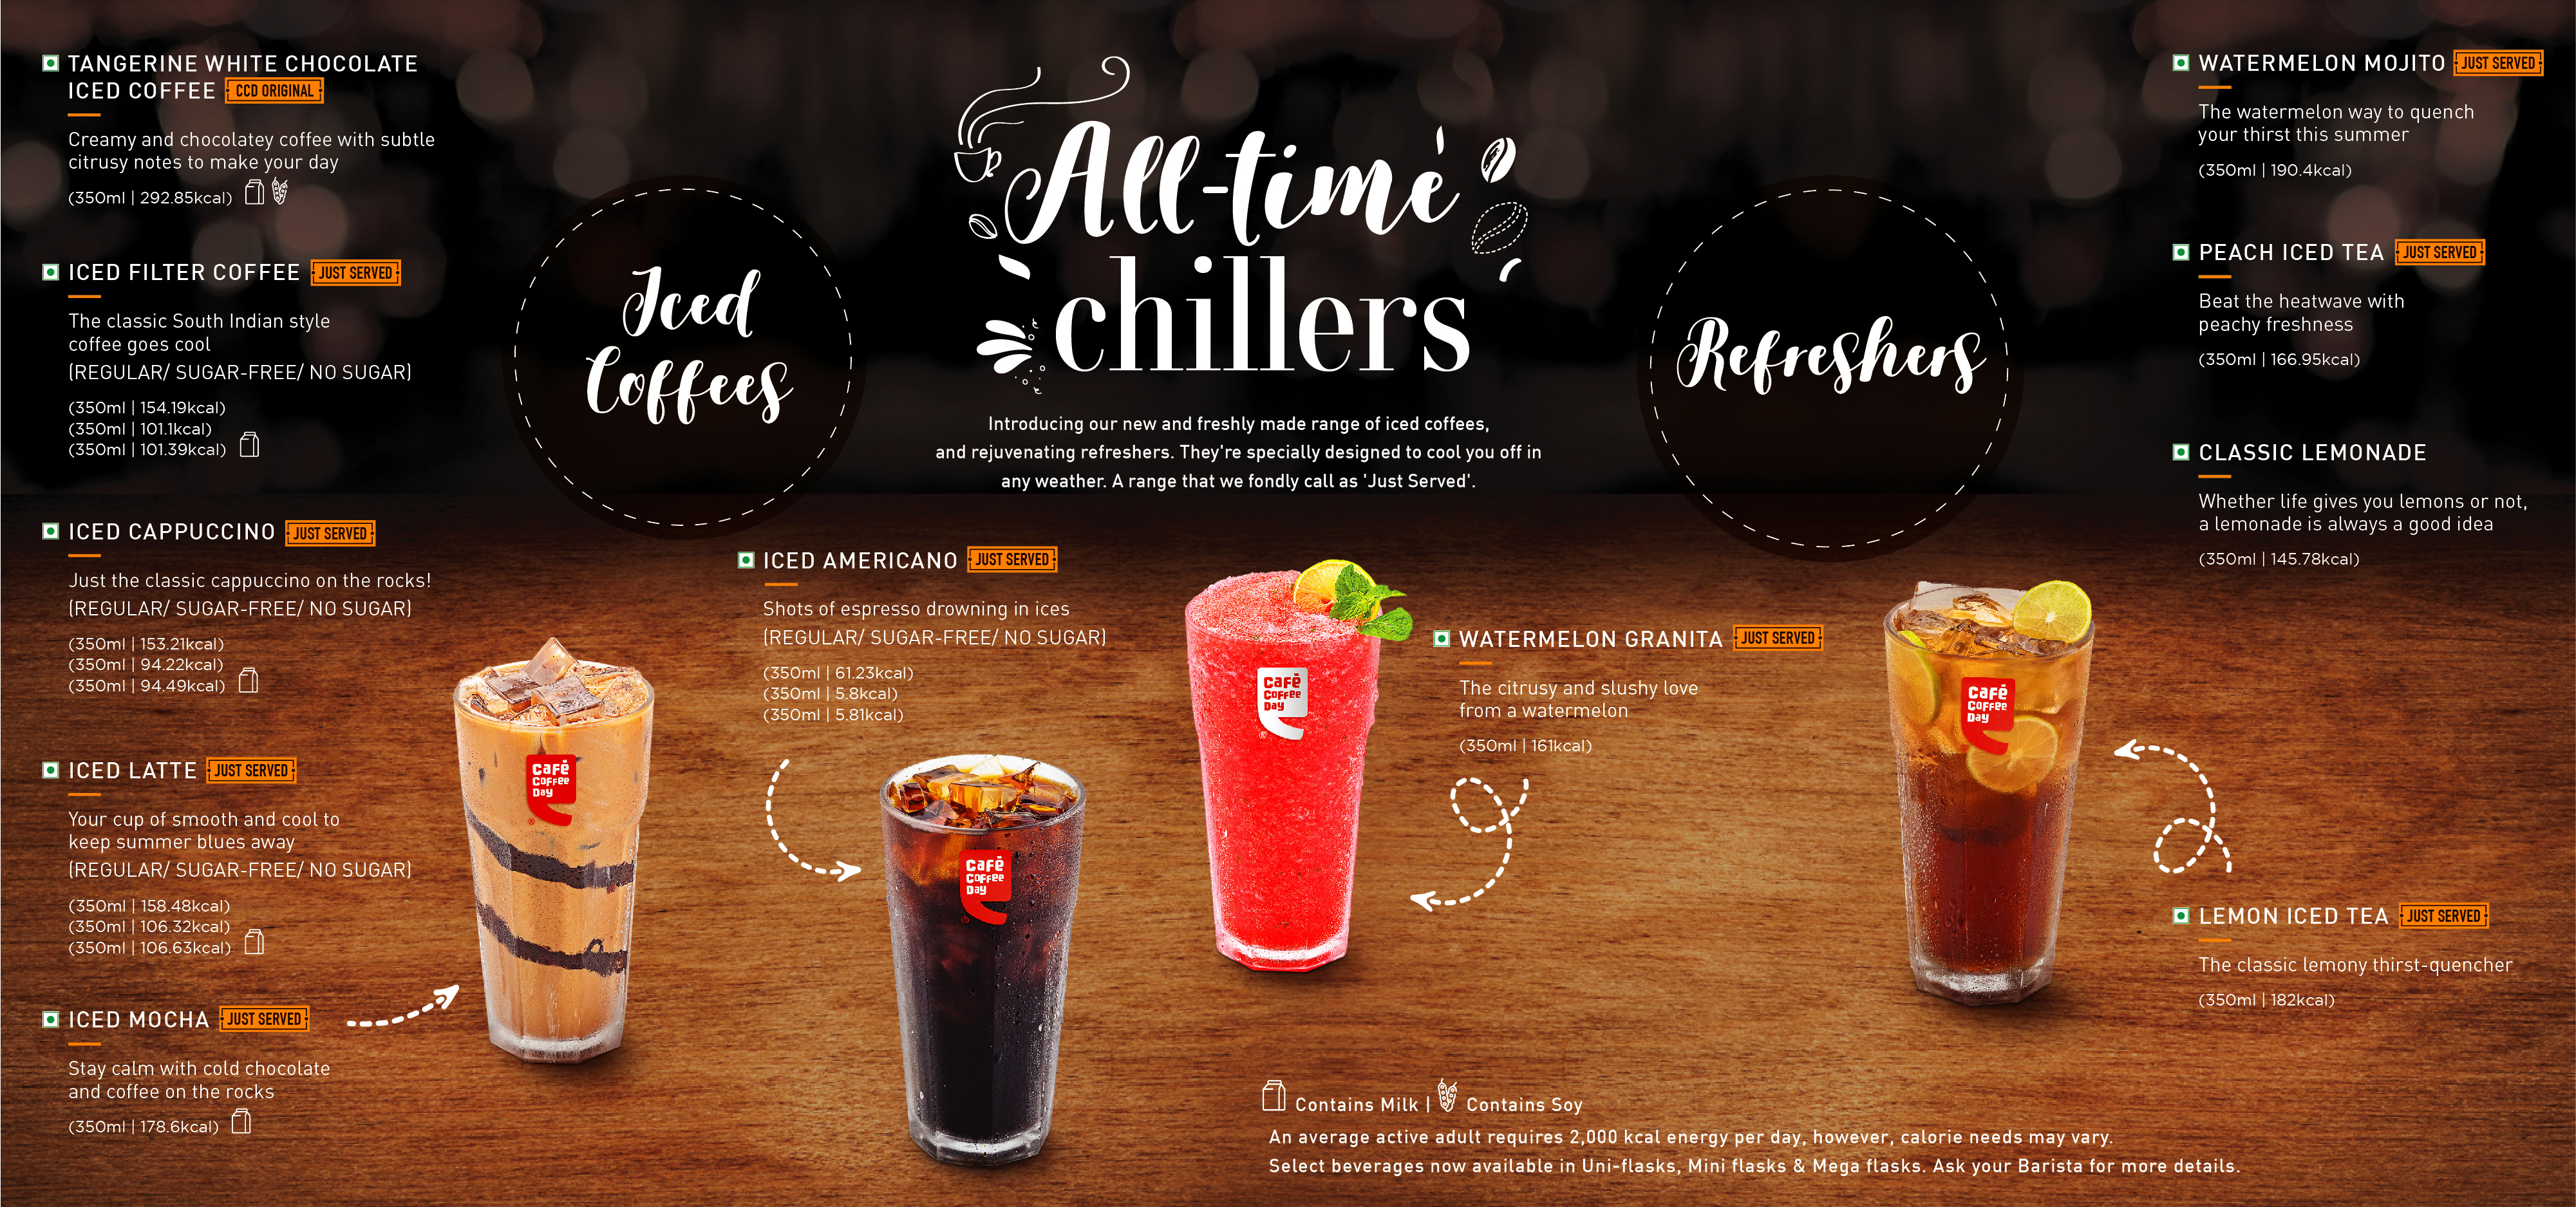 TANGERINE WHITE CHOCOLATE
ICED COFFEE CCD ORIGINAL
Creamy and chocolatey coffee with subtle
citrusy notes to make your day
(350ml | 292.85kcal)
ICED FILTER COFFEE JUST SERVED
The classic South Indian style
coffee goes cool
(REGULAR/ SUGAR-FREE/ NO SUGAR)
(350ml | 154.19kcal)
(350ml | 101.1kcal)
(350ml | 101.39kcal)
ICED CAPPUCCINO JUST SERVED
Just the classic cappuccino on the rocks!
(REGULAR/ SUGAR-FREE/ NO SUGAR)
(350ml | 153.21kcal)
(350ml | 94.22kcal)
(350ml | 94.49kcal)
ICED LATTE JUST SERVED
Your cup of smooth and cool to
keep summer blues away
(REGULAR/ SUGAR-FREE/ NO SUGAR)
(350ml | 158.48kcal)
(350ml | 106.32kcal)
(350ml | 106.63kcal)
ICED MOCHA JUST SERVED
Stay calm with cold chocolate
and coffee on the rocks
(350ml | 178.6kcal)
Iced
Coffees
Café
Coffee
Day
®
All-time
chillers
Introducing our new and freshly made range of iced coffees,
and rejuvenating refreshers. They're specially designed to cool you off in
any weather. A range that we fondly call as 'Just Served'.
ICED AMERICANO JUST SERVED
Shots of espresso drowning in ices
(REGULAR/ SUGAR-FREE/ NO SUGAR)
(350ml | 61.23kcal)
(350ml | 5.8kcal)
(350ml | 5.81kcal)
Café
Coffee
Day
®
Café
Coffee
Day
®
WATERMELON GRANITA JUST SERVED
The citrusy and slushy love
from a watermelon
(350ml | 161kcal)
Refreshers
Café
Coffee
Day
WATERMELON MOJITO JUST SERVED
The watermelon way to quench
your thirst this summer
(350ml | 190.4kcal)
PEACH ICED TEA JUST SERVED
Beat the heatwave with
peachy freshness
(350ml | 166.95kcal)
CLASSIC LEMONADE
Whether life gives you lemons or not,
a lemonade is always a good idea
(350ml | 145.78kcal)
LEMON ICED TEA JUST SERVED
The classic lemony thirst-quencher
(350ml | 182kcal)
Contains Milk | Contains Soy
An average active adult requires 2,000 kcal energy per day, however, calorie needs may vary.
Select beverages now available in Uni-flasks, Mini flasks & Mega flasks. Ask your Barista for more details.